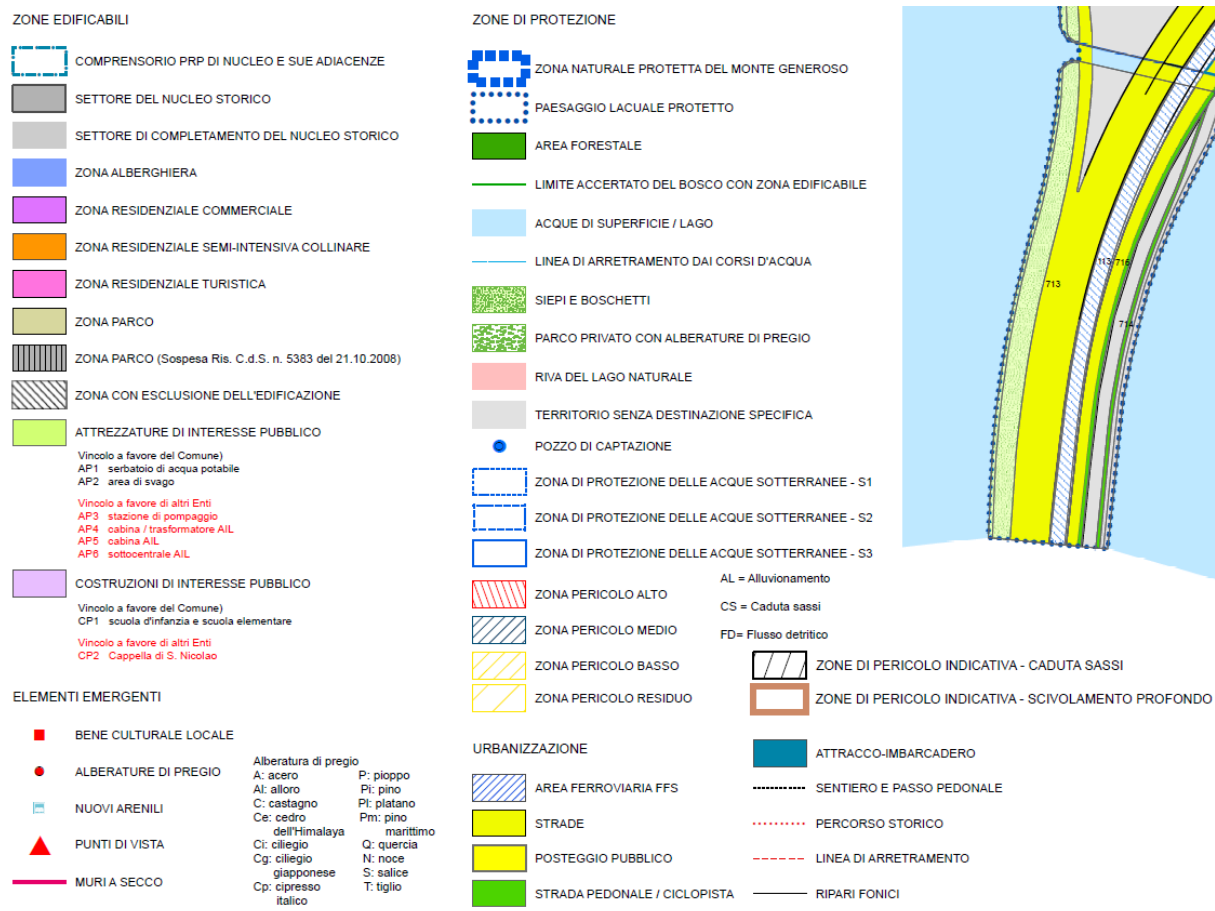 ZONE EDIFICABILI
COMPRENSORIO PRP DI NUCLEO E SUE ADIACENZE
SETTORE DEL NUCLEO STORICO
SETTORE DI COMPLETAMENTO DEL NUCLEO STORICO
ZONA ALBERGHIERA
ZONA RESIDENZIALE COMMERCIALE
ZONA RESIDENZIALE SEMI-INTENSIVA COLLINARE
ZONA RESIDENZIALE TURISTICA
ZONA PARCO
ZONA PARCO (Sospesa Ris. C.d.S. n. 5383 del 21.10.2008)
ZONA CON ESCLUSIONE DELL'EDIFICAZIONE
ATTREZZATURE DI INTERESSE PUBBLICO
Vincolo a favore del Comune)
AP1 serbatoio di acqua potabile
AP2 area di svago
Vincolo a favore di altri Enti
AP3 stazione di pompaggio
AP4 cabina / trasformatore AIL
AP5 cabina AIL
AP6 sottocentrale AIL
COSTRUZIONI DI INTERESSE PUBBLICO
Vincolo a favore del Comune)
CP1 scuola d'infanzia e scuola elementare
Vincolo a favore di altri Enti
CP2 Cappella di S. Nicolao
ELEMENTI EMERGENTI
BENE CULTURALE LOCALE
ALBERATURE DI PREGIO
NUOVI ARENILI
PUNTI DI VISTA
MURI A SECCO
Alberatura di pregio
A: acero
Al: alloro
C: castagno
Ce: cedro
dell'Himalaya
Ci: ciliegio
Cg: ciliegio
giapponese
Cp: cipresso
italico
P: pioppo
Pi: pino
Pl: platano
Pm: pino
marittimo
Q: quercia
N: noce
S: salice
T: tiglio
ZONE DI PROTEZIONE
ZONA NATURALE PROTETTA DEL MONTE GENEROSO
PAESAGGIO LACUALE PROTETTO
AREA FORESTALE
LIMITE ACCERTATO DEL BOSCO CON ZONA EDIFICABILE
ACQUE DI SUPERFICIE / LAGO
LINEA DI ARRETRAMENTO DAI CORSI D'ACQUA
SIEPI E BOSCHETTI
PARCO PRIVATO CON ALBERATURE DI PREGIO
RIVA DEL LAGO NATURALE
TERRITORIO SENZA DESTINAZIONE SPECIFICA
POZZO DI CAPTAZIONE
ZONA DI PROTEZIONE DELLE ACQUE SOTTERRANEE - S1
ZONA DI PROTEZIONE DELLE ACQUE SOTTERRANEE - S2
ZONA DI PROTEZIONE DELLE ACQUE SOTTERRANEE - S3
ZONA PERICOLO ALTO
ZONA PERICOLO MEDIO
ZONA PERICOLO BASSO
ZONA PERICOLO RESIDUO
AL = Alluvionamento
CS = Caduta sassi
FD= Flusso detritico
ZONE DI PERICOLO INDICATIVA - CADUTA SASSI
ZONE DI PERICOLO INDICATIVA - SCIVOLAMENTO PROFONDO
URBANIZZAZIONE
AREA FERROVIARIA FFS
STRADE
POSTEGGIO PUBBLICO
STRADA PEDONALE / CICLOPISTA
ATTRACCO-IMBARCADERO
SENTIERO E PASSO PEDONALE
PERCORSO STORICO
LINEA DI ARRETRAMENTO
RIPARI FONICI
713
113
716
714